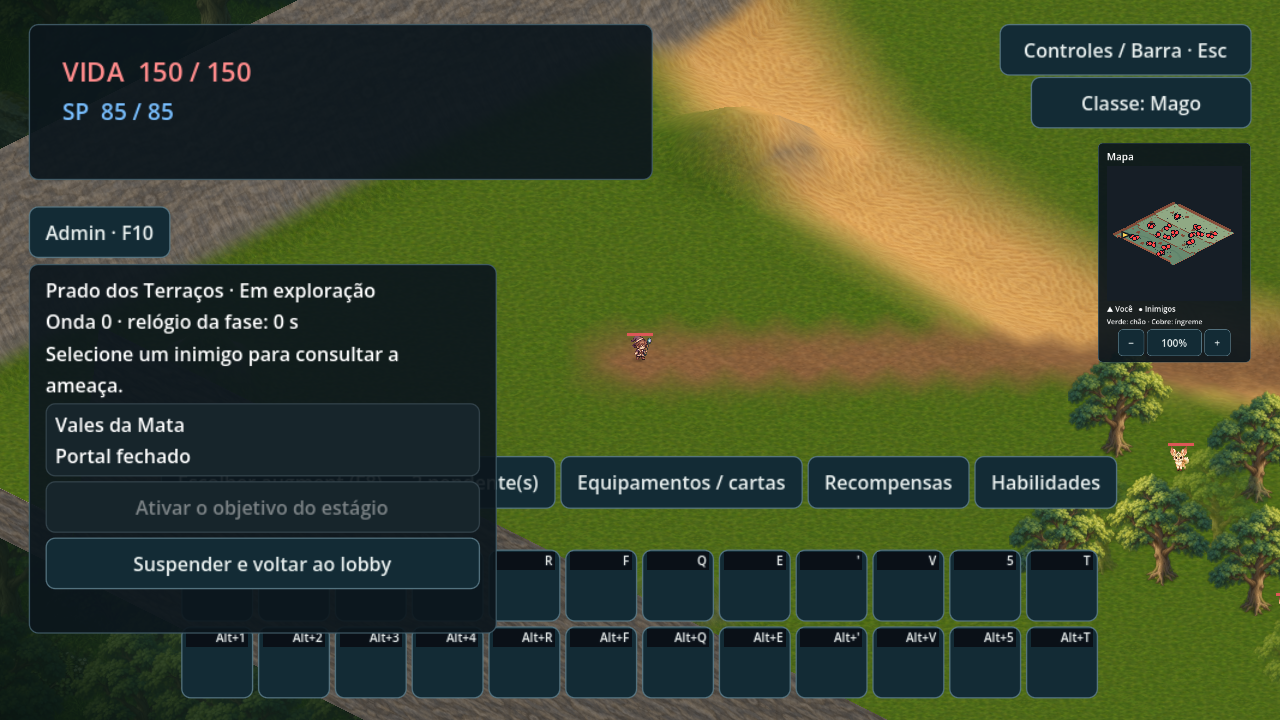 VIDA 150 / 150
SP 85 / 85
Controles / Barra · Esc
Classe: Mago
Mapa
▲ Você ● Inimigos
Verde: chão · Cobre: íngreme
− 100% +
Admin · F10
Prado dos Terraços · Em exploração
Onda 0 · relógio da fase: 0 s
Selecione um inimigo para consultar a
ameaça.
Vales da Mata
Portal fechado
te(s) Equipamentos / cartas Recompensas Habilidades
Ativar o objetivo do estágio
Suspender e voltar ao lobby
R F Q E ' V 5 T
Alt+1 Alt+2 Alt+3 Alt+4 Alt+R Alt+F Alt+Q Alt+E Alt+' Alt+V Alt+5 Alt+T